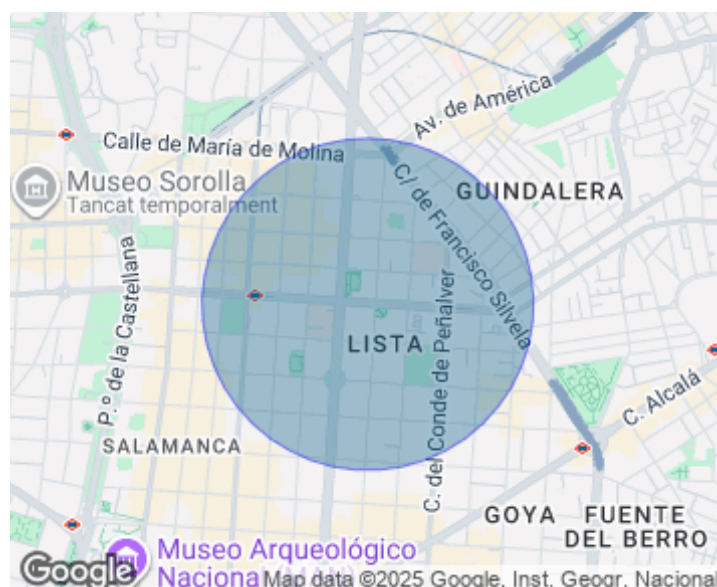 Av. de América
Calle de María de Molina
Museo Sorolla
Tancat temporalment
C/ de Francisco Silvela
GUINDALERA
P.º de la Castellana
LISTA
C. del Conde de Peñalver
C. Alcalá
SALAMANCA
GOYA
FUENTE
DEL BERRO
Museo Arqueológico
Nacional (MAN)
Google
Map data ©2025 Google, Inst. Geogr. Nacional